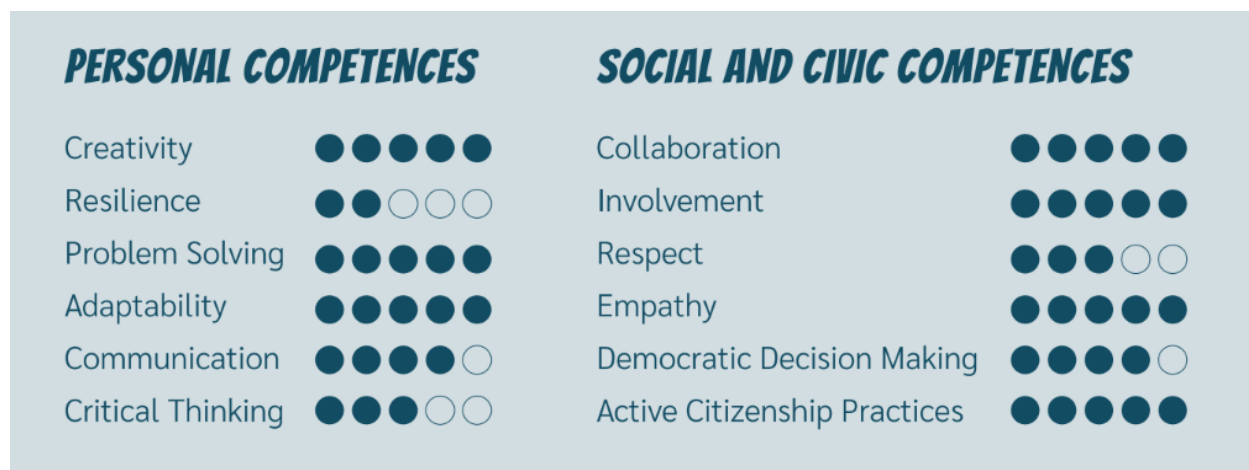 PERSONAL COMPETENCES
Creativity
Resilience
Problem Solving
Adaptability
Communication
Critical Thinking
SOCIAL AND CIVIC COMPETENCES
Collaboration
Involvement
Respect
Empathy
Democratic Decision Making
Active Citizenship Practices